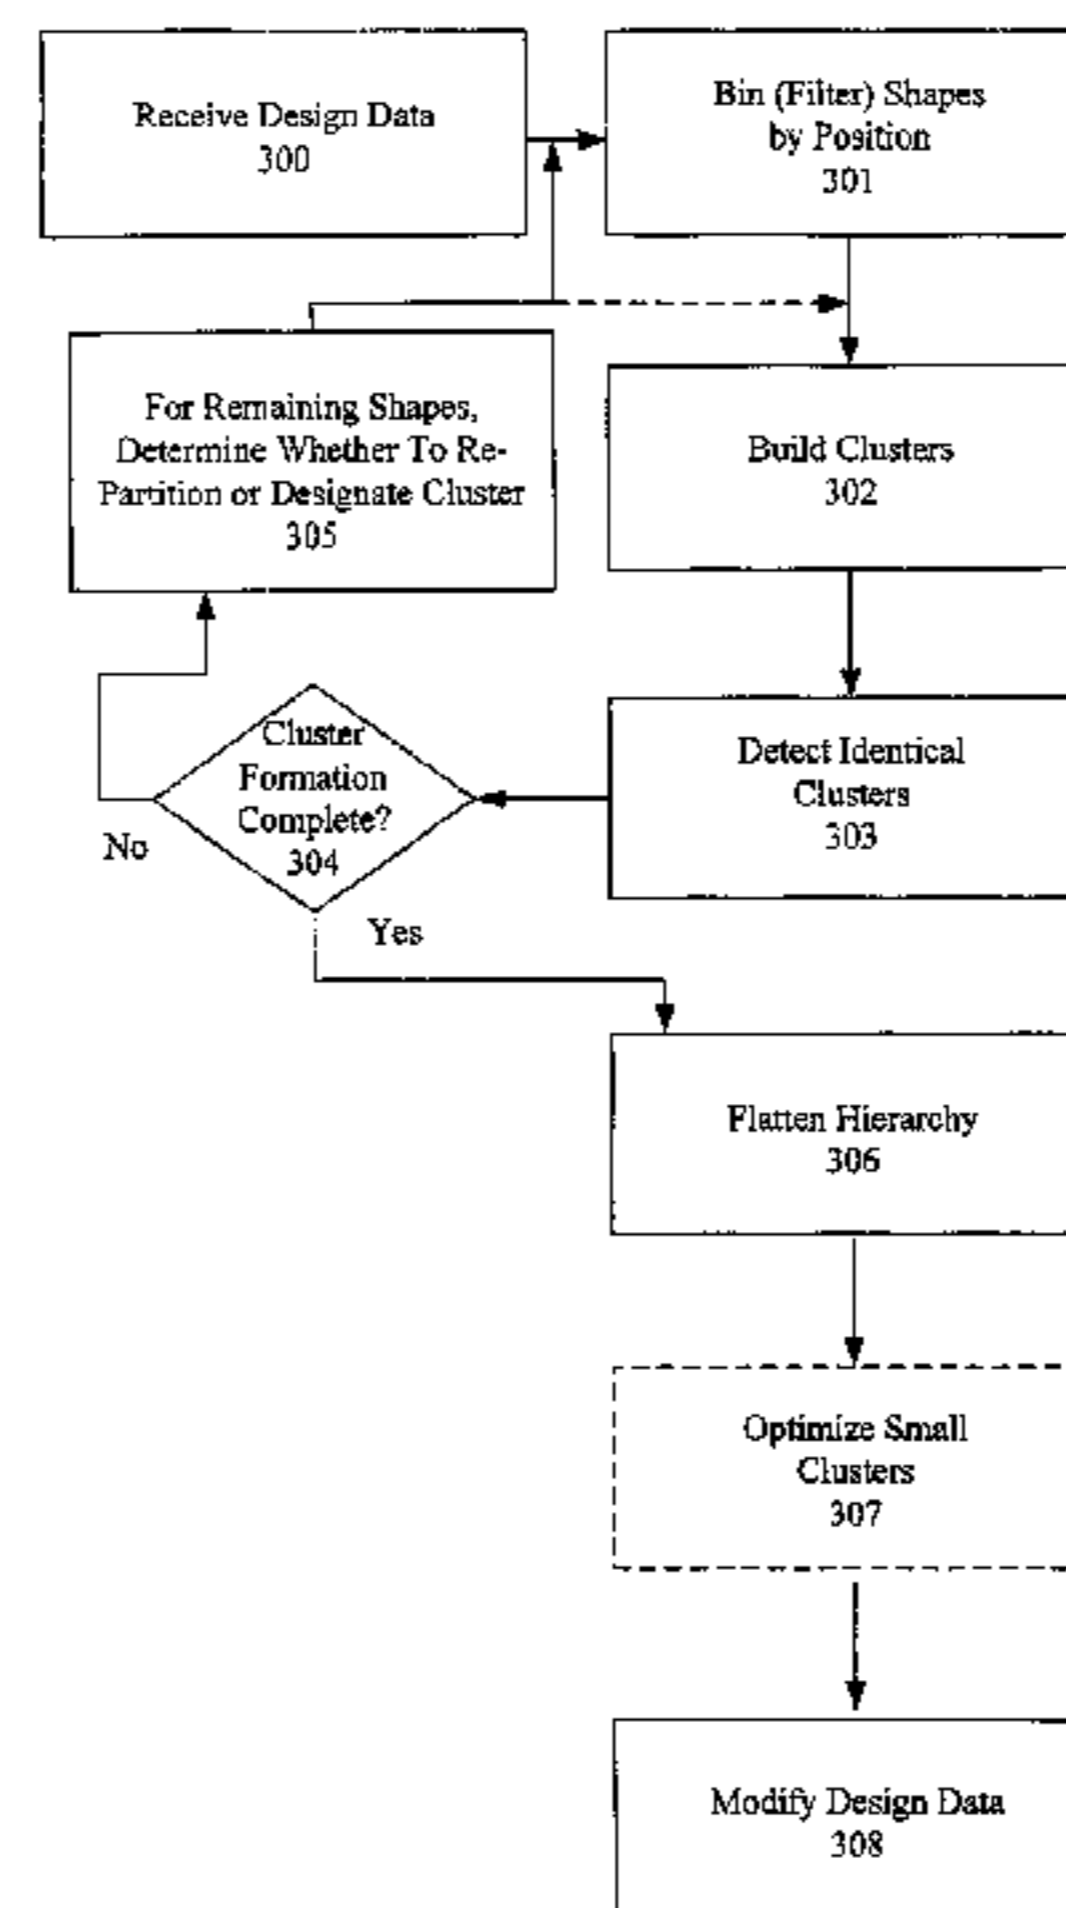 Receive Design Data
300
Bin (Filter) Shapes
by Position
301
For Remaining Shapes,
Determine Whether To Re-
Partition or Designate Cluster
305
Build Clusters
302
Cluster
Formation
Complete?
304
No
Yes
Detect Identical
Clusters
303
Flatten Hierarchy
306
Optimize Small
Clusters
307
Modify Design Data
308